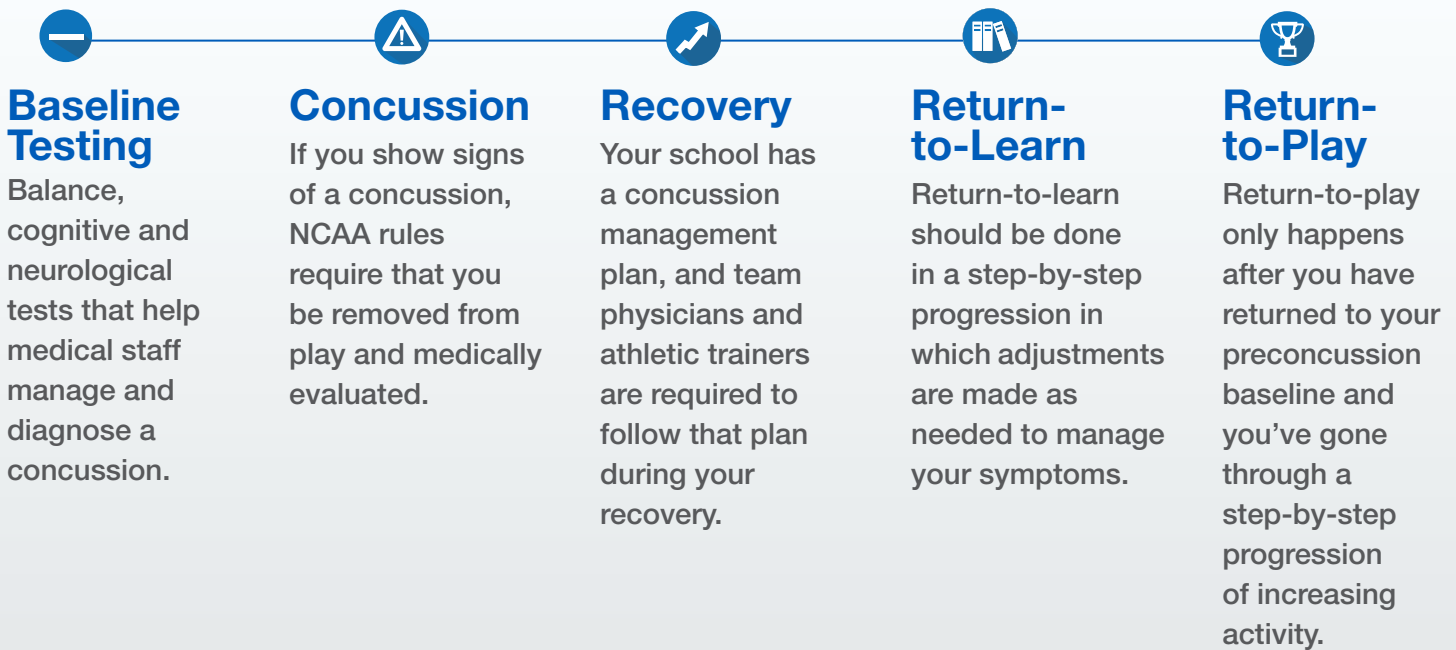 Baseline
Testing
Balance,
cognitive and
neurological
tests that help
medical staff
manage and
diagnose a
concussion.
Concussion
If you show signs
of a concussion,
NCAA rules
require that you
be removed from
play and medically
evaluated.
Recovery
Your school has
a concussion
management
plan, and team
physicians and
athletic trainers
are required to
follow that plan
during your
recovery.
Return-
to-Learn
Return-to-learn
should be done
in a step-by-step
progression in
which adjustments
are made as
needed to manage
your symptoms.
Return-
to-Play
Return-to-play
only happens
after you have
returned to your
preconcussion
baseline and
you’ve gone
through a
step-by-step
progression
of increasing
activity.